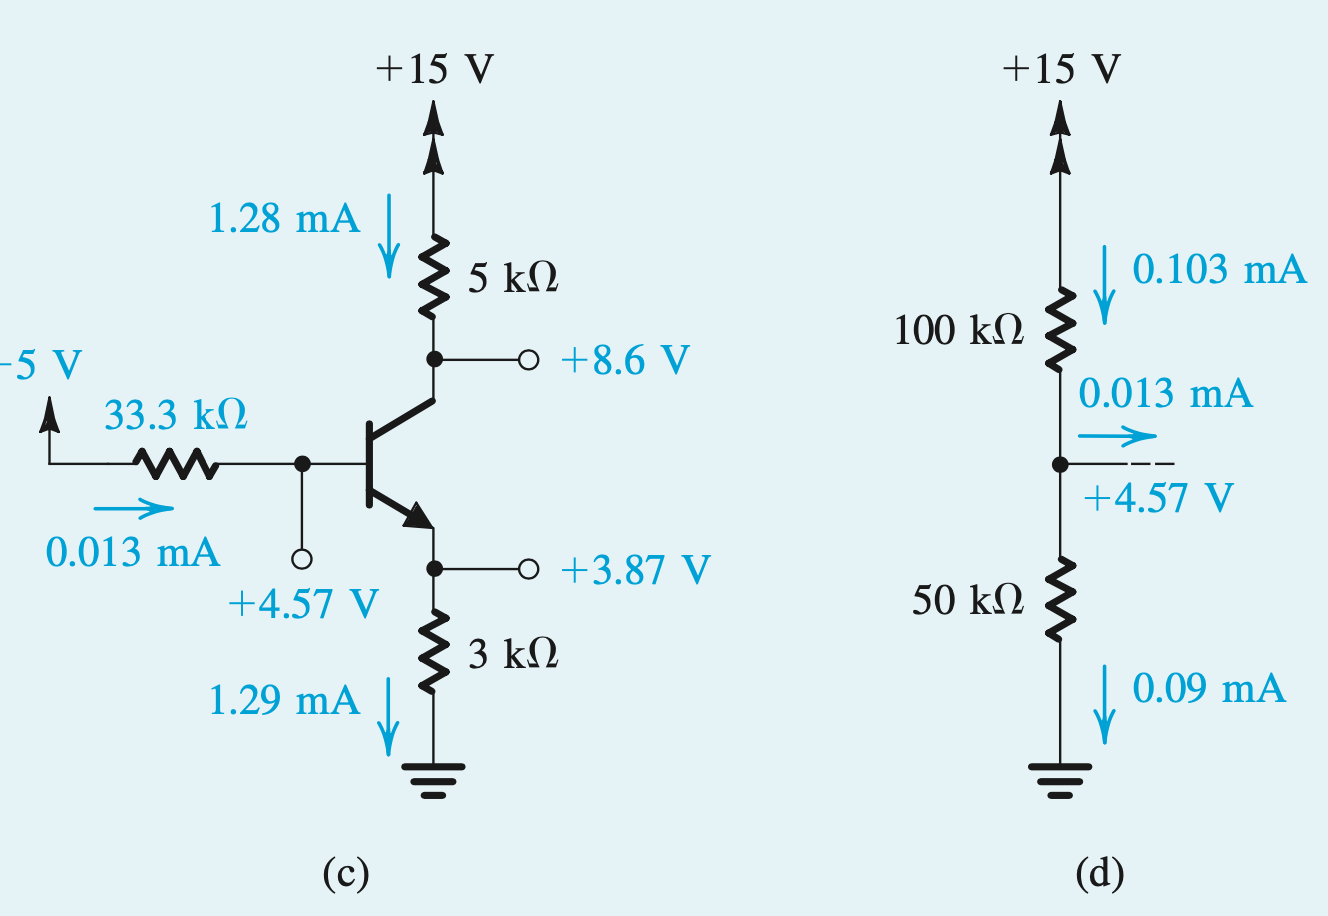 +15 V
1.28 mA
5 kΩ
+8.6 V
5 V
33.3 kΩ
0.013 mA
+4.57 V
+3.87 V
3 kΩ
1.29 mA
(c)
+15 V
0.103 mA
100 kΩ
0.013 mA
+4.57 V
50 kΩ
0.09 mA
(d)